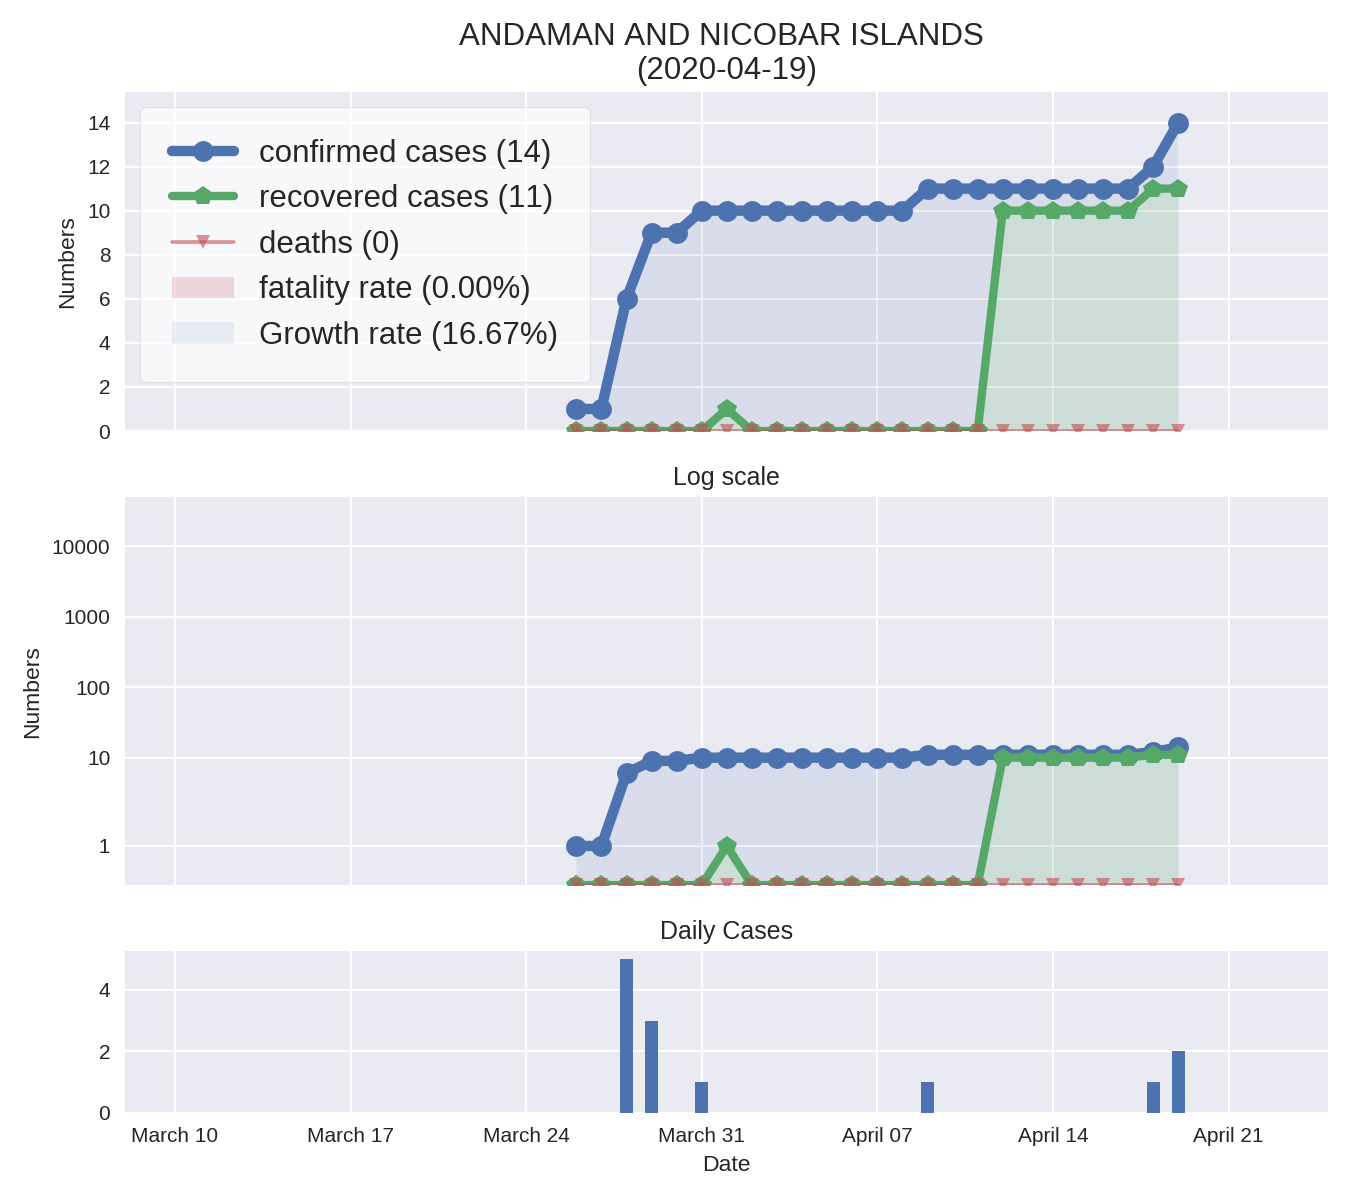 ANDAMAN AND NICOBAR ISLANDS
(2020-04-19)
14
12
10
8
6
4
2
0
Numbers
confirmed cases (14)
recovered cases (11)
deaths (0)
fatality rate (0.00%)
Growth rate (16.67%)
Log scale
10000
1000
100
10
1
Numbers
Daily Cases
4
2
0
March 10 March 17 March 24 March 31 April 07 April 14 April 21
Date